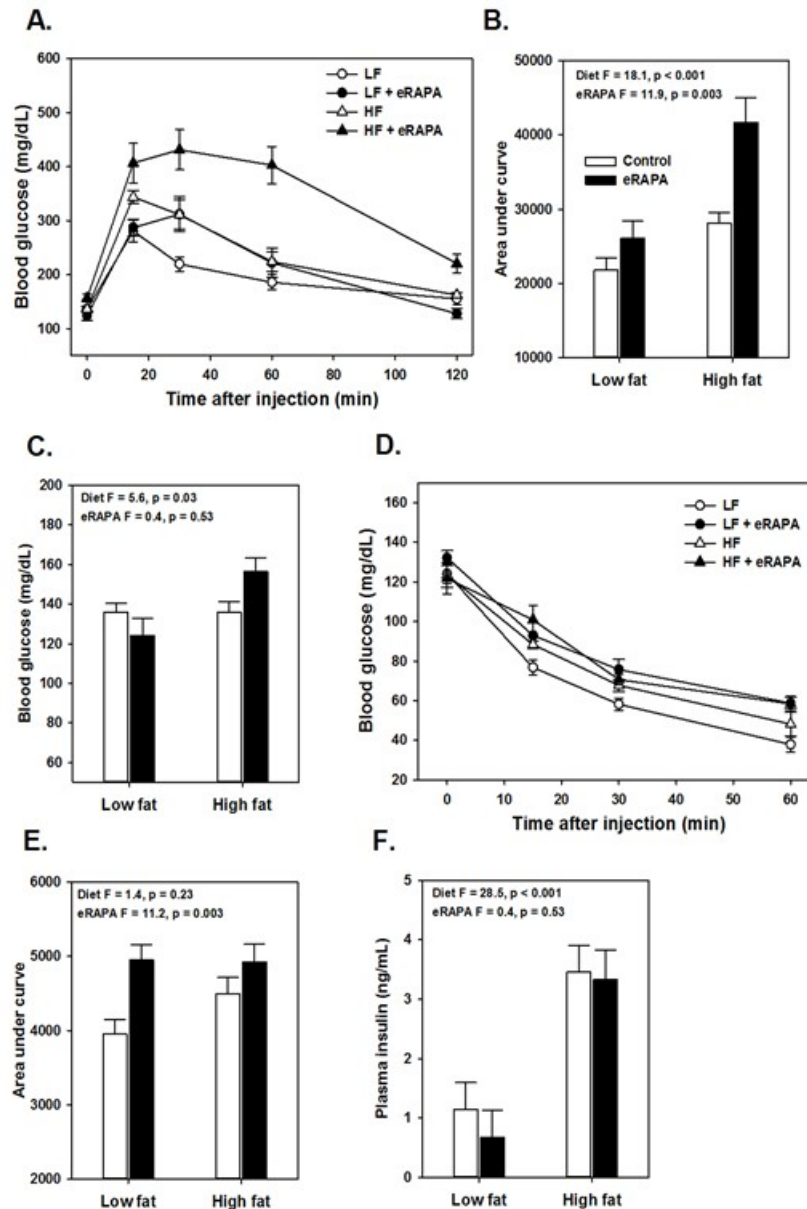 A.
600
500
400
300
200
100
Blood glucose (mg/dL)
LF
LF + eRAPA
HF
HF + eRAPA
0
20
40
60
80
100
120
Time after injection (min)
B.
50000
40000
30000
20000
10000
Area under curve
Diet F = 18.1, p < 0.001
eRAPA F = 11.9, p = 0.003
Control
eRAPA
Low fat
High fat
C.
200
180
160
140
120
100
80
60
Blood glucose (mg/dL)
Diet F = 5.6, p = 0.03
eRAPA F = 0.4, p = 0.53
Low fat
High fat
D.
160
140
120
100
80
60
40
20
Blood glucose (mg/dL)
LF
LF + eRAPA
HF
HF + eRAPA
0
10
20
30
40
50
60
Time after injection (min)
E.
6000
5000
4000
3000
2000
Area under curve
Diet F = 1.4, p = 0.23
eRAPA F = 11.2, p = 0.003
Low fat
High fat
F.
5
4
3
2
1
0
Plasma insulin (ng/mL)
Diet F = 28.5, p < 0.001
eRAPA F = 0.4, p = 0.53
Low fat
High fat